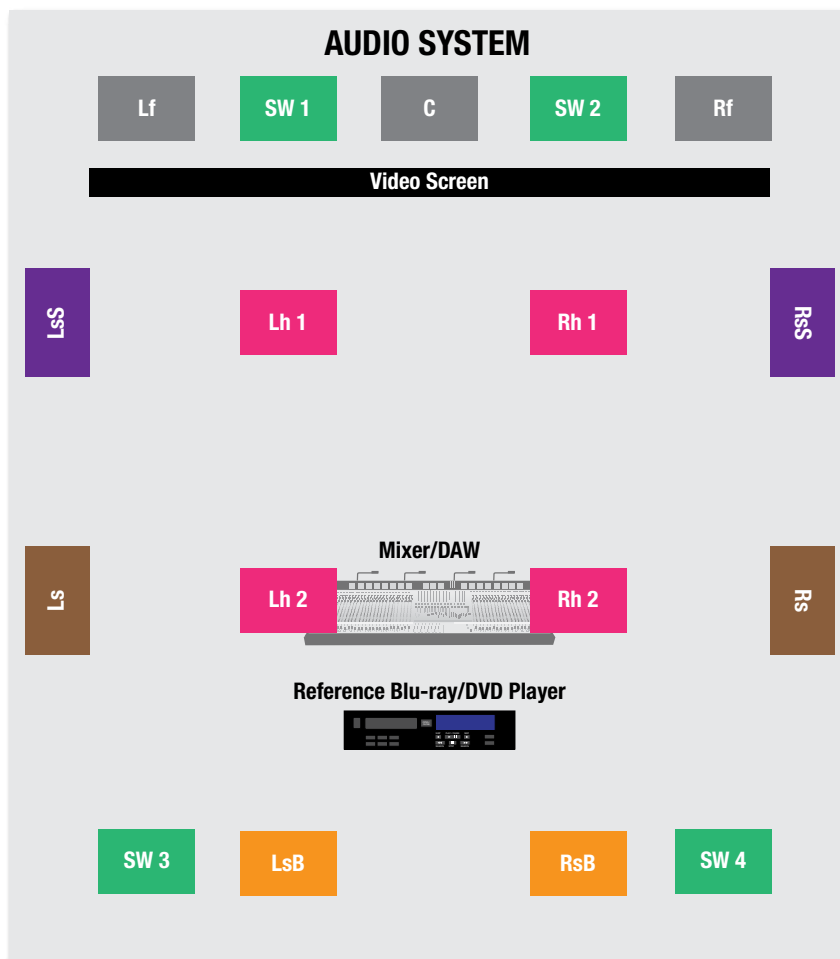 AUDIO SYSTEM
Lf
SW 1
C
SW 2
Rf
Video Screen
LsS
Lh 1
Rh 1
RsS
Mixer/DAW
Ls
Lh 2
Rh 2
Rs
Reference Blu-ray/DVD Player
SW 3
LsB
RsB
SW 4